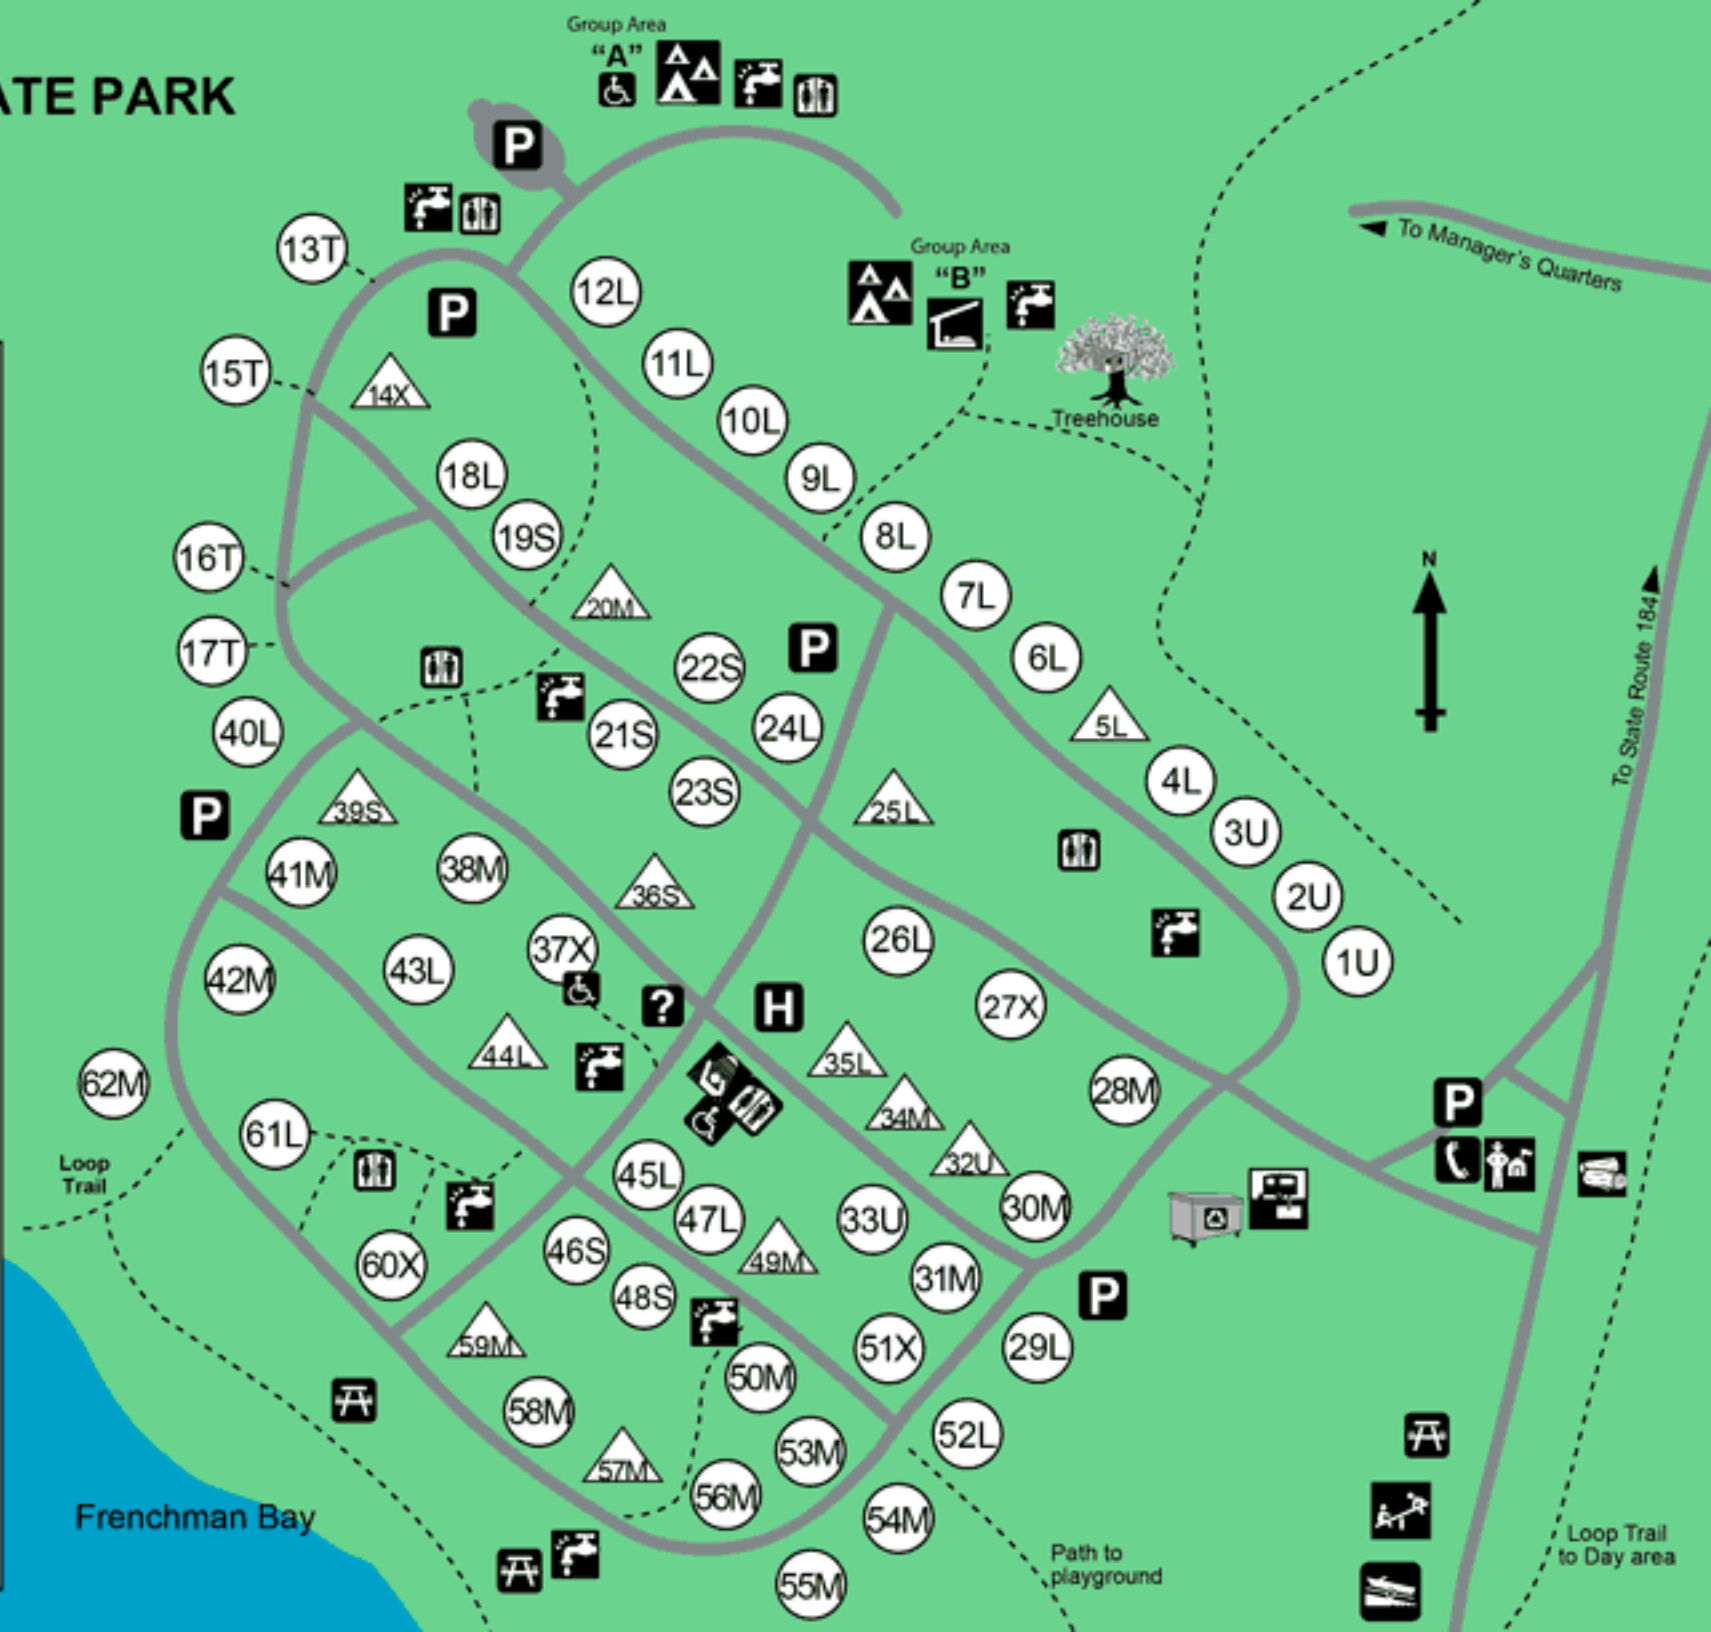 Group Area
"A"
ATE PARK
P
13T
12L
P
Group Area
"B"
To Manager's Quarters
15T
14X
11L
10L
Treehouse
18L
9L
19S
8L
16T
7L
20M
N
17T
22S
P
6L
To State Route 184
40L
21S
24L
5L
23S
4L
P
39S
25L
3U
41M
38M
36S
2U
42M
43L
37X
26L
1U
?
H
27X
44L
35L
62M
28M
34M
P
61L
32U
Loop
Trail
45L
47L
33U
30M
46S
49M
60X
48S
31M
P
59M
51X
29L
50M
58M
52L
53M
57M
56M
54M
Frenchman Bay
55M
Path to
playground
Loop Trail
to Day area